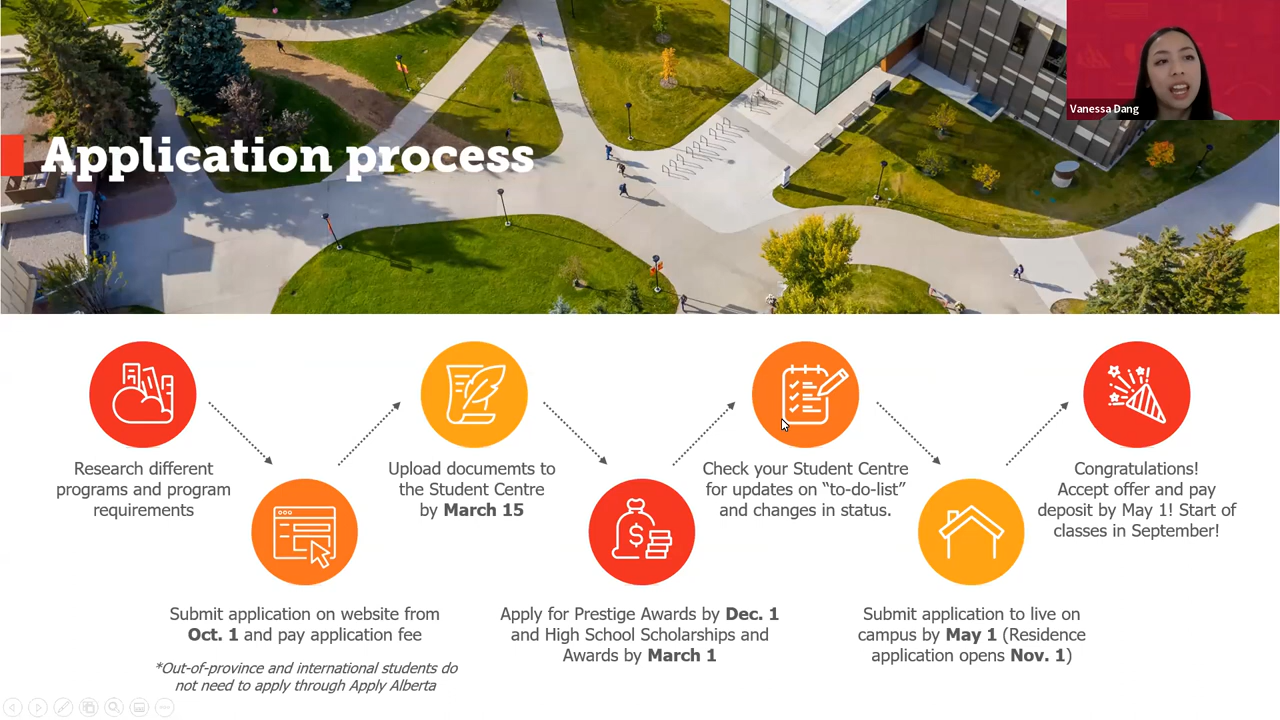 Vanessa Dang
Application process
Research different
programs and program
requirements
Submit application on website from
Oct. 1 and pay application fee
*Out-of-province and international students do
not need to apply through Apply Alberta
Upload documemts to
the Student Centre
by March 15
Apply for Prestige Awards by Dec. 1
and High School Scholarships and
Awards by March 1
Check your Student Centre
for updates on “to-do-list”
and changes in status.
Submit application to live on
campus by May 1 (Residence
application opens Nov. 1)
Congratulations!
Accept offer and pay
deposit by May 1! Start of
classes in September!